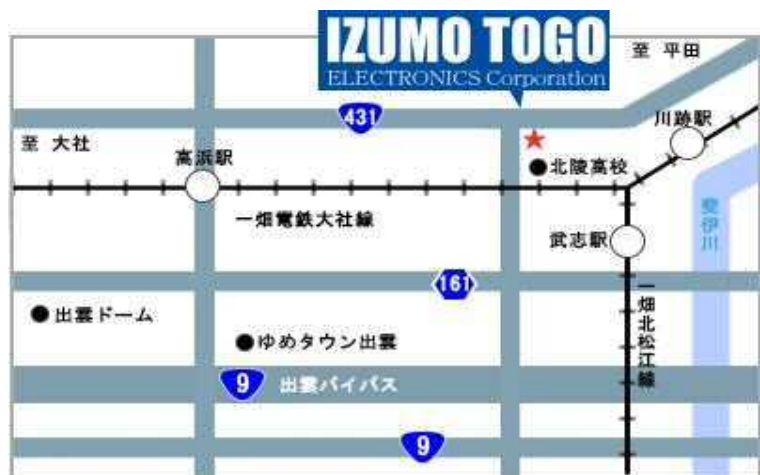 IZUMO TOGO
ELECTRONICS Corporation
至 平田
431
川跡駅
至 大社
高浜駅
北陵高校
一畑電鉄大社線
武志駅
斐伊川
161
一畑北松江線
出雲ドーム
ゆめタウン出雲
9
出雲バイパス
9